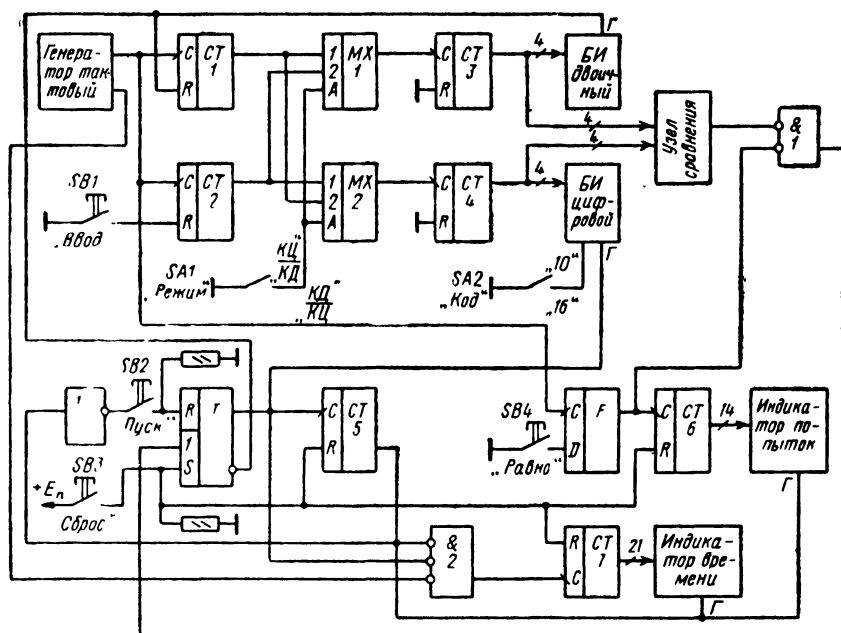 Генера-
тор так-
товый
C
R
CT
1
1
2
A
MX
1
C
R
CT
3
4
Г
БИ
двоич-
ный
4
4
Узел
сравнения
&
1
SB1
„Ввод"
C
R
CT
2
1
2
A
MX
2
C
R
CT
4
4
БИ
циф-
ровой
Г
SA1
„Режим"
„КЦ"
КД
„КД"
КЦ
SA2
„Код"
„10"
„16"
SB2
„Пуск"
1
R
1
S
T
C
R
CT
5
SB4
„Равно"
C
D
F
C
R
CT
6
14
Индика-
тор по-
пыток
Г
SB3
+Eп
„Сброс"
&
2
R
C
CT
7
21
Индика-
тор вре-
мени
Г